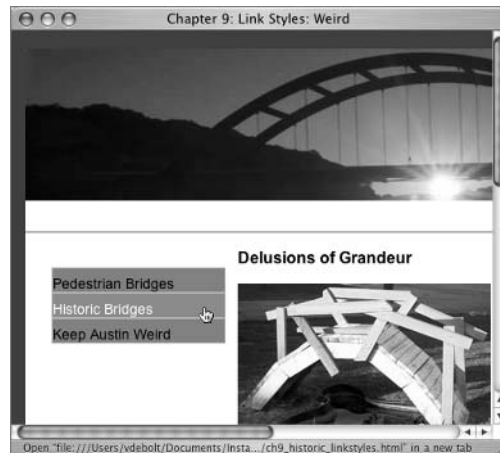 Chapter 9: Link Styles: Weird
Delusions of Grandeur
Pedestrian Bridges
Historic Bridges
Keep Austin Weird
Open "file:///Users/vdebolt/Documents/Insta.../ch9_historic_linkstyles.html" in a new tab